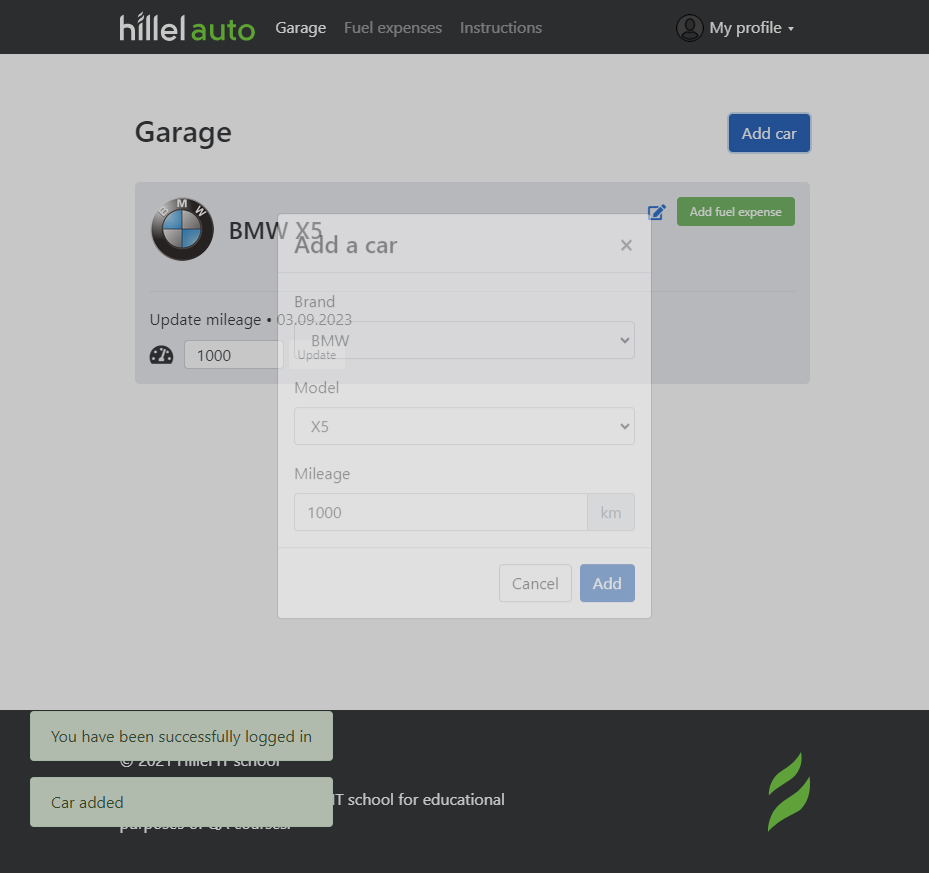 hillel auto Garage Fuel expenses Instructions My profile
Garage
Add car
B M W
BMW X5
Add fuel expense
Add a car ×
Brand
Update mileage • 03.09.2023
BMW
1000
Update
Model
X5
Mileage
1000 km
Cancel Add
You have been successfully logged in
© 2021 Hillel IT school
Car added
IT school for educational
purposes of QA courses.